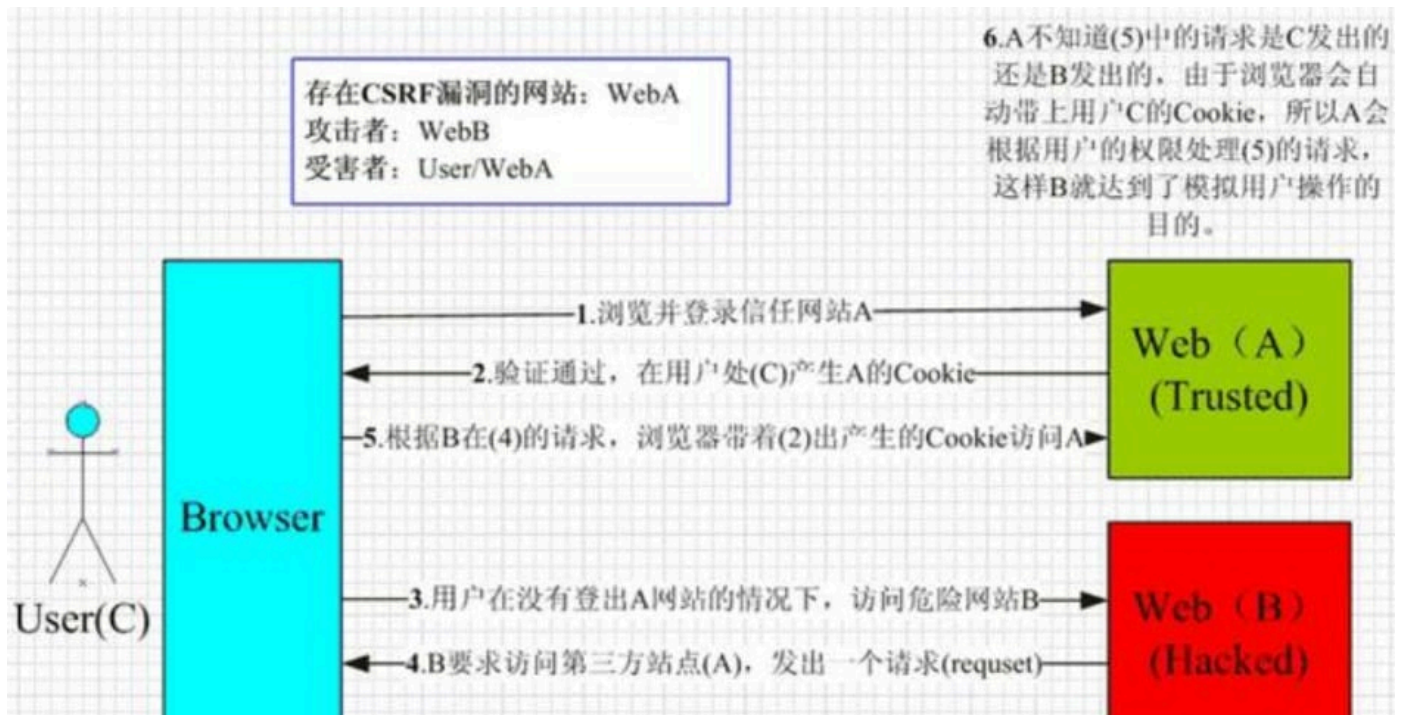 存在CSRF漏洞的网站：WebA
攻击者：WebB
受害者：User/WebA
6.A不知道(5)中的请求是C发出的
还是B发出的，由于浏览器会自
动带上用户C的Cookie，所以A会
根据用户的权限处理(5)的请求，
这样B就达到了模拟用户操作的
目的。
1.浏览并登录信任网站A
2.验证通过，在用户处(C)产生A的Cookie
5.根据B在(4)的请求，浏览器带着(2)出产生的Cookie访问A
Web（A）
(Trusted)
Browser
User(C)
3.用户在没有登出A网站的情况下，访问危险网站B
4.B要求访问第三方站点(A)，发出一个请求(requset)
Web（B）
(Hacked)